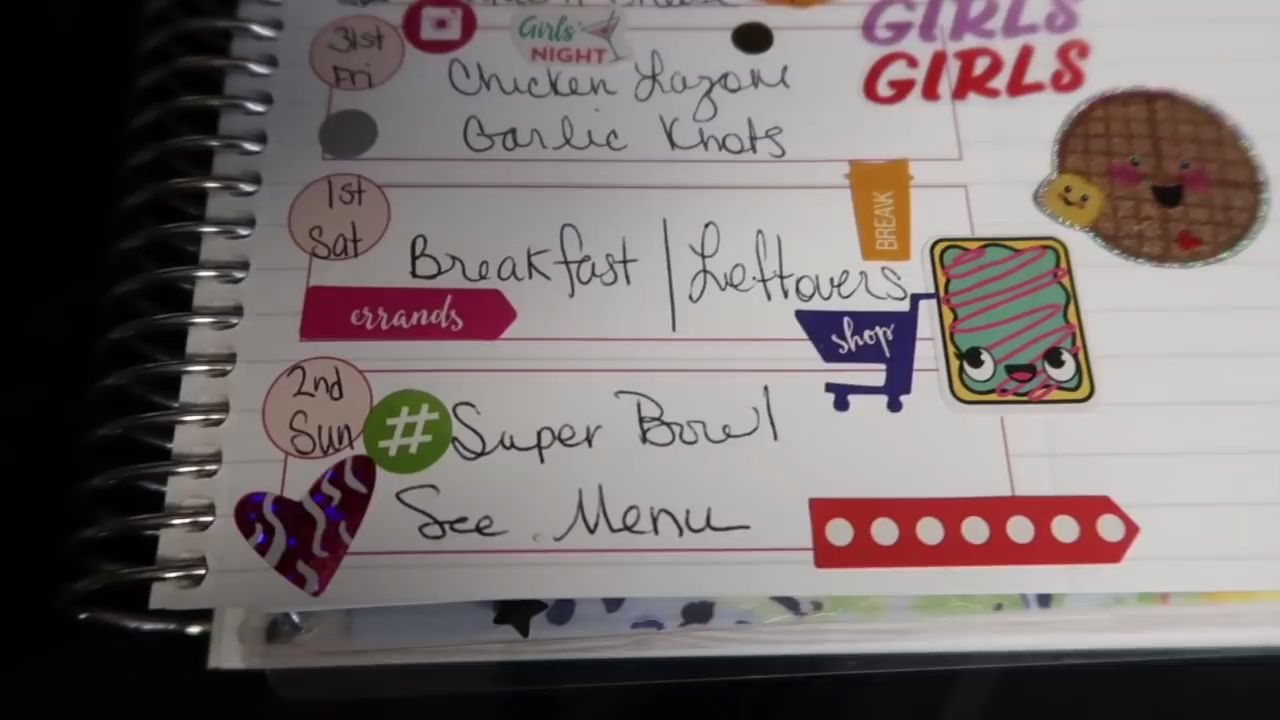 GIRLS
31st
Fri
Girls'
NIGHT
GIRLS
Chicken Lazone
Garlic Knots
1st
Sat
BREAK
Breakfast | Leftovers
errands
shop
2nd
Sun
# Super Bowl
See Menu